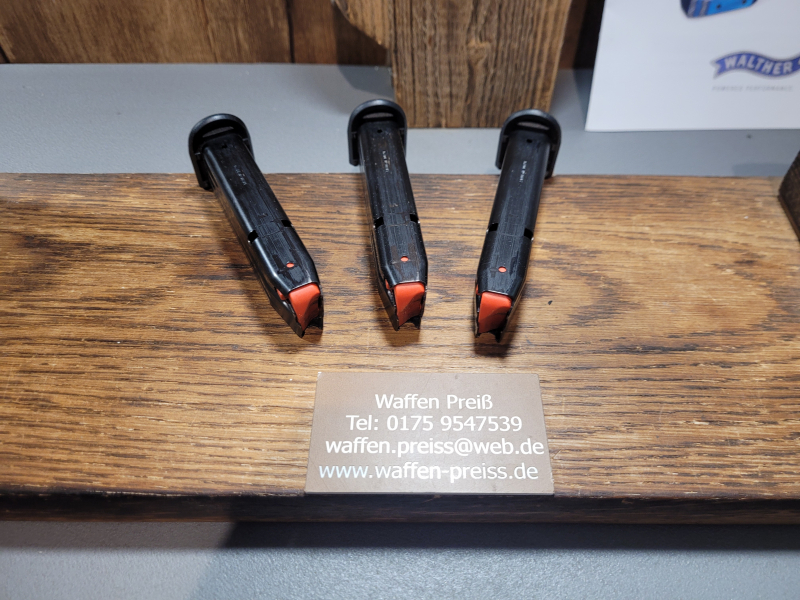 WALTHER
Waffen Preiß
Tel: 0175 9547539
waffen.preiss@web.de
www.waffen-preiss.de